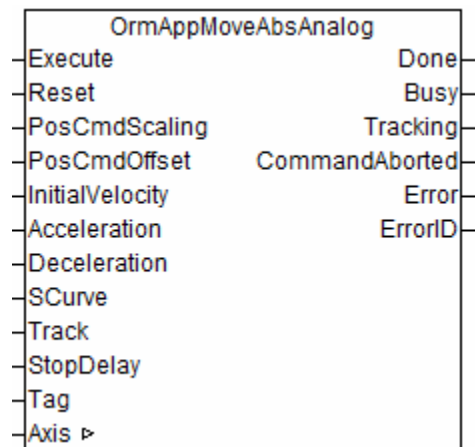 OrmAppMoveAbsAnalog
Execute Done
Reset Busy
PosCmdScaling Tracking
PosCmdOffset CommandAborted
InitialVelocity Error
Acceleration ErrorID
Deceleration
SCurve
Track
StopDelay
Tag
Axis